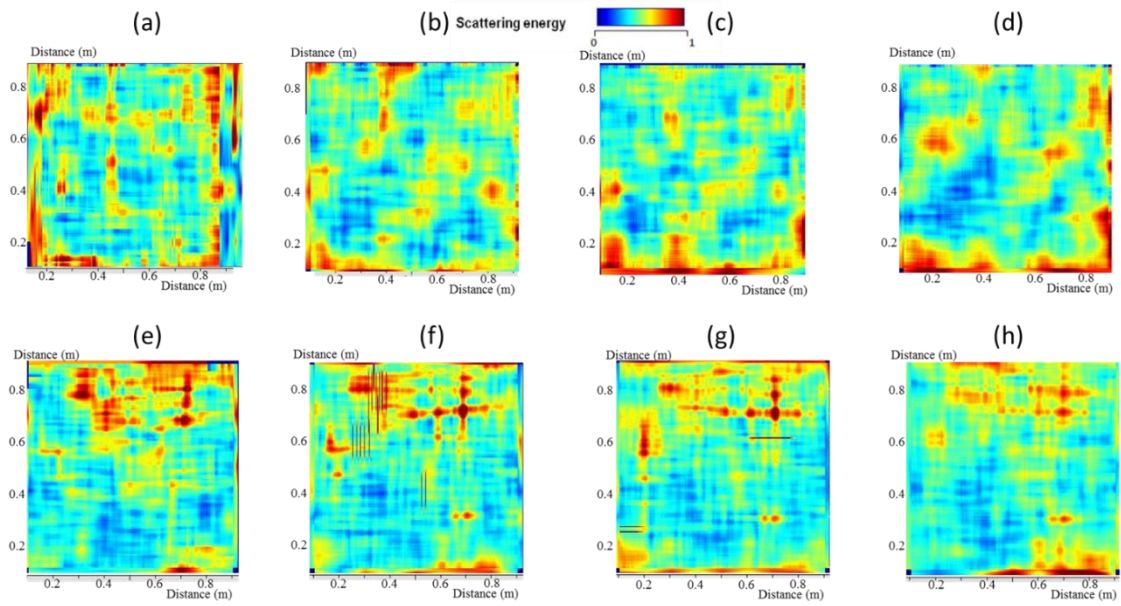 Scattering energy
0 1
(a) (b) (c) (d)
Distance (m) Distance (m) Distance (m) Distance (m)
0.8 0.8 0.8 0.8
0.6 0.6 0.6 0.6
0.4 0.4 0.4 0.4
0.2 0.2 0.2 0.2
0.2 0.4 0.6 0.8 0.2 0.4 0.6 0.8 0.2 0.4 0.6 0.8 0.2 0.4 0.6 0.8
Distance (m) Distance (m) Distance (m) Distance (m)
(e) (f) (g) (h)
Distance (m) Distance (m) Distance (m) Distance (m)
0.8 0.8 0.8 0.8
0.6 0.6 0.6 0.6
0.4 0.4 0.4 0.4
0.2 0.2 0.2 0.2
0.2 0.4 0.6 0.8 0.2 0.4 0.6 0.8 0.2 0.4 0.6 0.8 0.2 0.4 0.6 0.8
Distance (m) Distance (m) Distance (m) Distance (m)